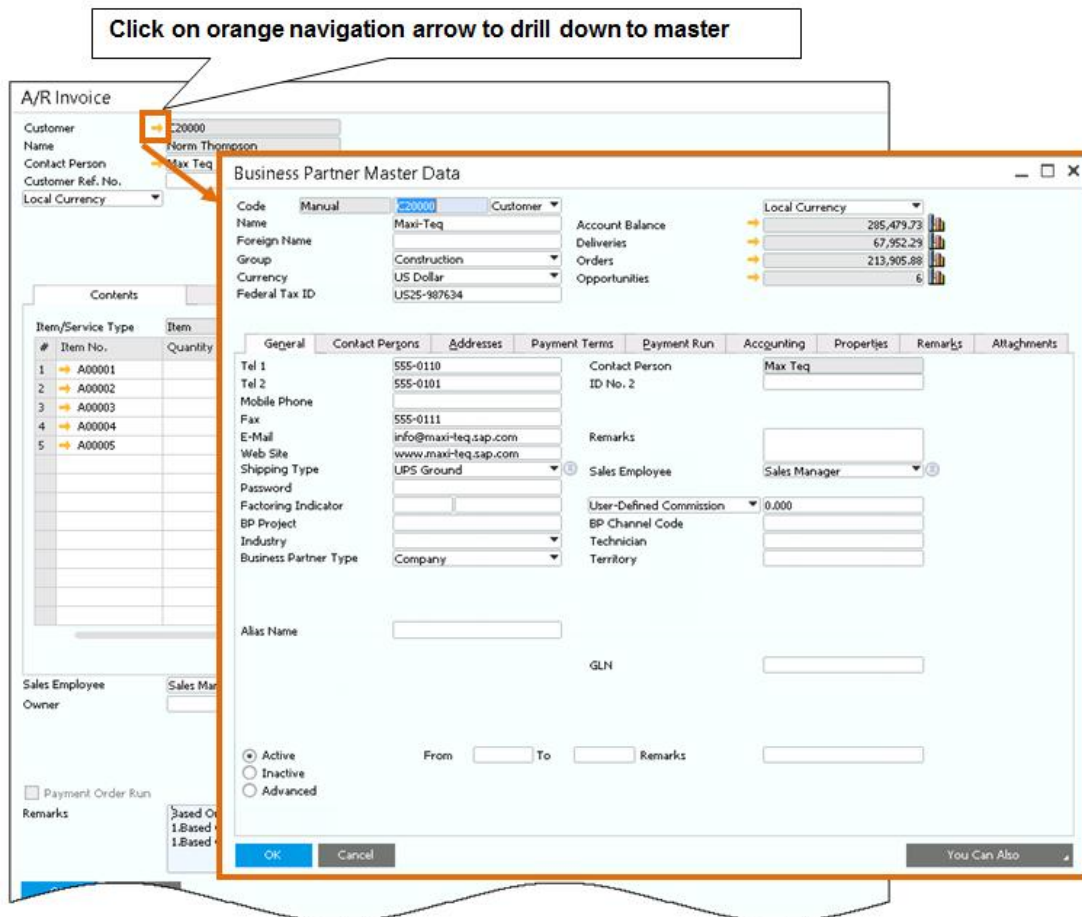 Click on orange navigation arrow to drill down to master
A/R Invoice
Customer C20000
Name Norm Thompson
Contact Person Max Teq
Customer Ref. No.
Local Currency
Contents
Item/Service Type Item
# Item No. Quantity
1 A00001
2 A00002
3 A00003
4 A00004
5 A00005
Sales Employee
Owner
Payment Order Run
Remarks Based
1.Based
1.Based
Business Partner Master Data
Code Manual C20000 Customer Local Currency
Name Maxi-Teq Account Balance 285,479.73
Foreign Name Deliveries 67,952.29
Group Construction Orders 213,905.88
Currency US Dollar Opportunities 6
Federal Tax ID US25-987634
General Contact Persons Addresses Payment Terms Payment Run Accounting Properties Remarks Attachments
Tel 1 555-0110 Contact Person Max Teq
Tel 2 555-0101 ID No. 2
Mobile Phone
Fax 555-0111
E-Mail info@maxi-teq.sap.com Remarks
Web Site www.maxi-teq.sap.com
Shipping Type UPS Ground Sales Employee Sales Manager
Password
Factoring Indicator User-Defined Commission 0.000
BP Project BP Channel Code
Industry Technician
Business Partner Type Company Territory
Alias Name
GLN
Active From To Remarks
Inactive
Advanced
OK Cancel You Can Also